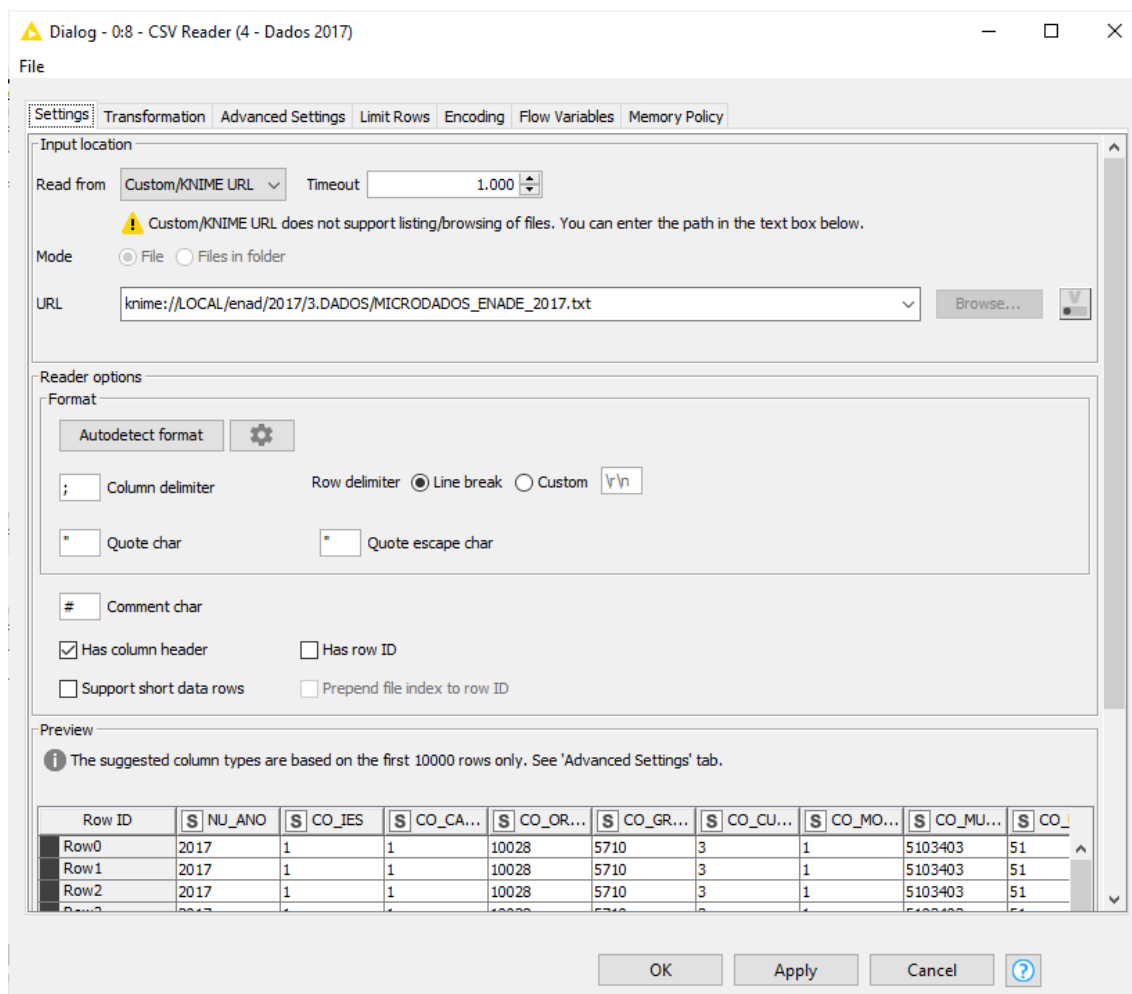 Dialog - 0:8 - CSV Reader (4 - Dados 2017)
File
Settings Transformation Advanced Settings Limit Rows Encoding Flow Variables Memory Policy
Input location
Read from Custom/KNIME URL Timeout 1.000
Custom/KNIME URL does not support listing/browsing of files. You can enter the path in the text box below.
Mode File Files in folder
URL knime://LOCAL/enad/2017/3.DADOS/MICRODADOS_ENADE_2017.txt Browse... V
Reader options
Format
Autodetect format
; Column delimiter Row delimiter Line break Custom \r\n
" Quote char " Quote escape char
# Comment char
Has column header Has row ID
Support short data rows Prepend file index to row ID
Preview
i The suggested column types are based on the first 10000 rows only. See 'Advanced Settings' tab.
Row ID S NU_ANO S CO_IES S CO_CA... S CO_OR... S CO_GR... S CO_CU... S CO_MO... S CO_MU... S CO_
Row0 2017 1 1 10028 5710 3 1 5103403 51
Row1 2017 1 1 10028 5710 3 1 5103403 51
Row2 2017 1 1 10028 5710 3 1 5103403 51
OK Apply Cancel ?